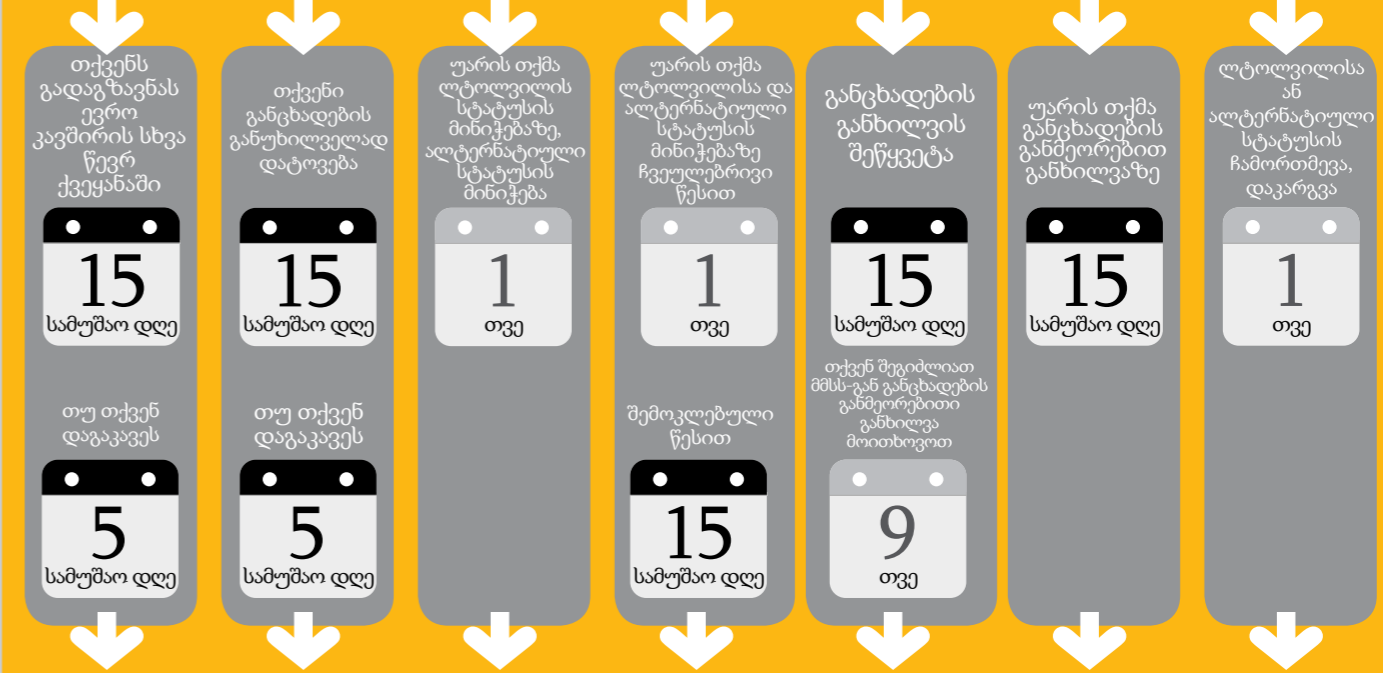 თქვენს
გადაგზავნას
ევრო
კავშირის სხვა
წევრ
ქვეყანაში
15
სამუშაო დღე
თუ თქვენ
დაგაკავეს
5
სამუშაო დღე
თქვენი
განცხადების
განუხილველად
დატოვება
15
სამუშაო დღე
თუ თქვენ
დაგაკავეს
5
სამუშაო დღე
უარის თქმა
ლტოლვილის
სტატუსის
მინიჭებაზე,
ალტერნატიული
სტატუსის
მინიჭება
1
თვე
უარის თქმა
ლტოლვილისა და
ალტერნატიული
სტატუსის
მინიჭებაზე
ჩვეულებრივი
წესით
1
თვე
შემოკლებული
წესით
15
სამუშაო დღე
განცხადების
განხილვის
შეწყვეტა
15
სამუშაო დღე
თქვენ შეგიძლიათ
მმსს-გან განცხადების
განმეორებითი
განხილვა
მოითხოვოთ
9
თვე
უარის თქმა
განცხადების
განმეორებით
განხილვაზე
15
სამუშაო დღე
ლტოლვილისა
ან
ალტერნატიული
სტატუსის
ჩამორთმევა,
დაკარგვა
1
თვე